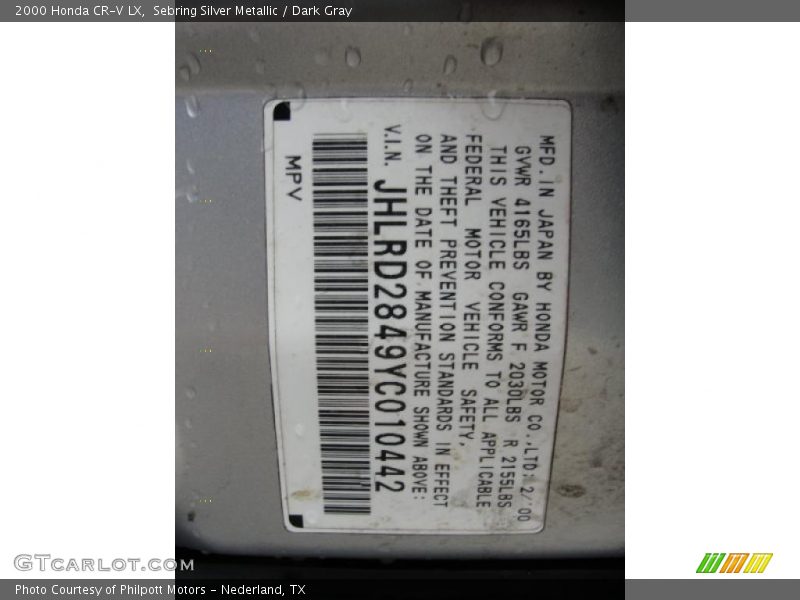 2000 Honda CR-V LX,  Sebring Silver Metallic / Dark Gray
MFD. IN JAPAN BY HONDA MOTOR CO.,LTD: 2/'00
GVWR 4165LBS  GAWR F 2030LBS  R 2155LBS
THIS VEHICLE CONFORMS TO ALL APPLICABLE
FEDERAL MOTOR VEHICLE SAFETY,
AND THEFT PREVENTION STANDARDS IN EFFECT
ON THE DATE OF MANUFACTURE SHOWN ABOVE:
V.I.N. JHLRD2849YC010442
MPV
GTCARLOT.COM
Photo Courtesy of Philpott Motors - Nederland, TX